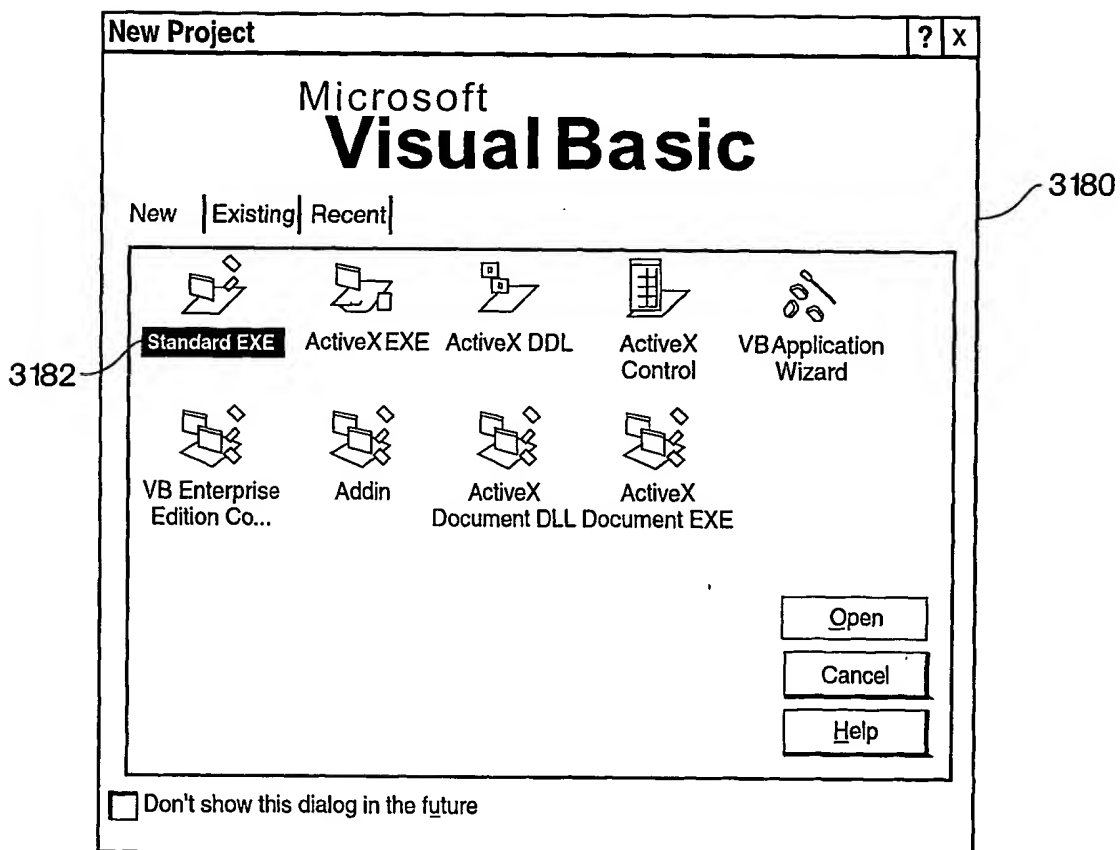 New Project ? X
Microsoft
Visual Basic
3180
New Existing Recent
Standard EXE ActiveX EXE ActiveX DDL ActiveX Control VB Application Wizard
3182
VB Enterprise Edition Co... Addin ActiveX Document DLL ActiveX Document EXE
Open
Cancel
Help
Don't show this dialog in the future